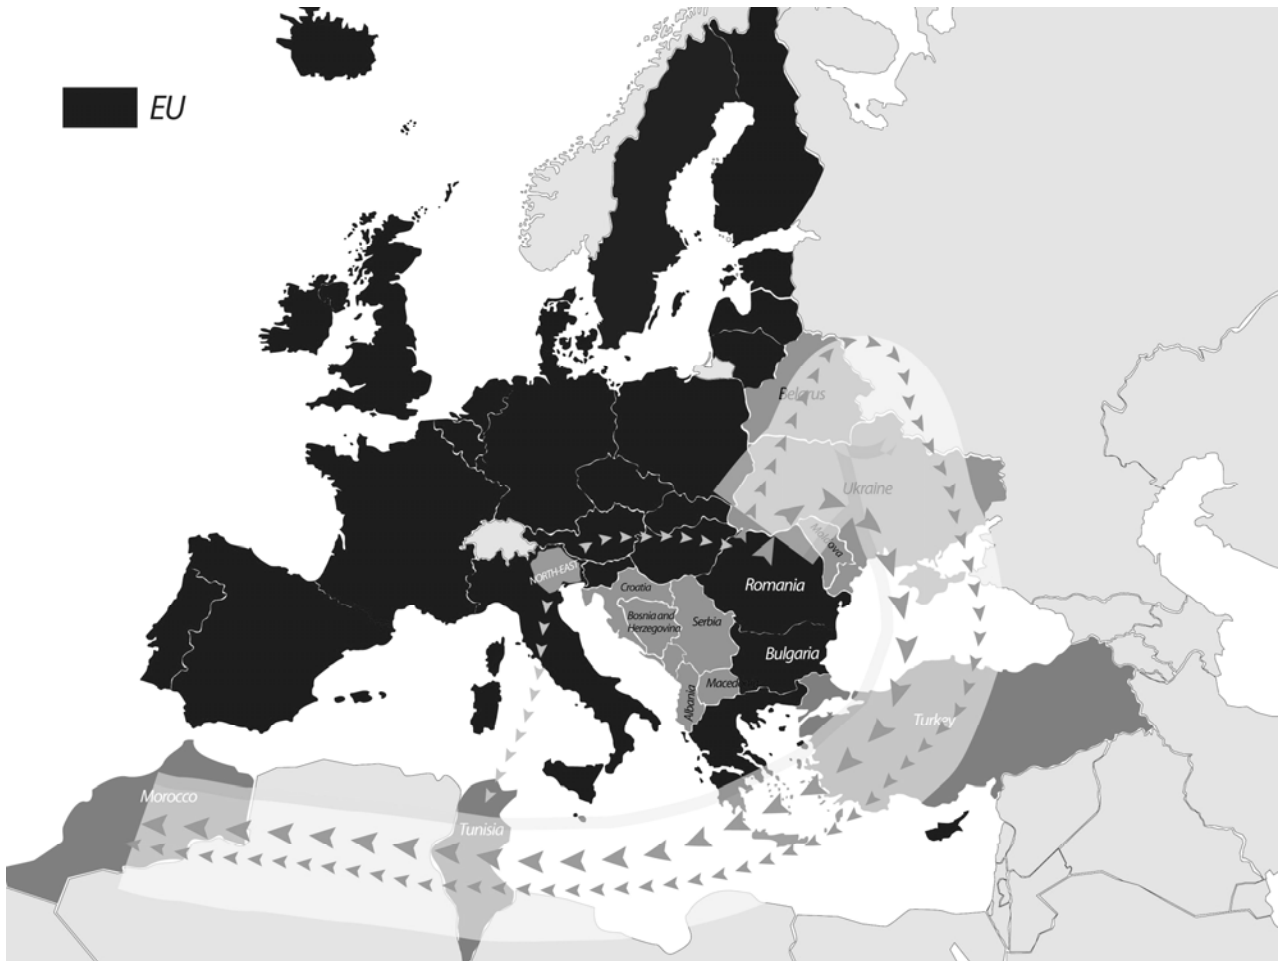 EU
Belarus
Ukraine
Moldova
NORTH-EAST
Romania
Croatia
Bosnia and
Herzegovina
Serbia
Bulgaria
Albania
Turkey
Morocco
Tunisia